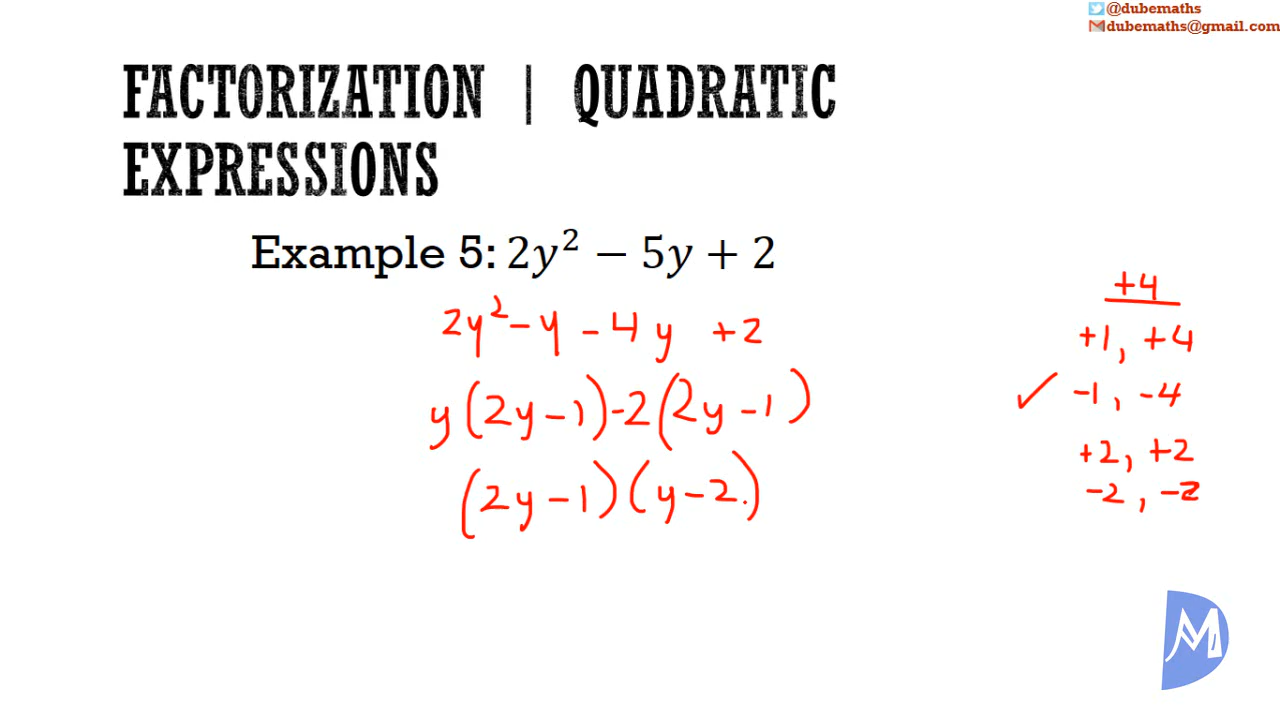 @dubemaths
dubemaths@gmail.com
FACTORIZATION | QUADRATIC
EXPRESSIONS
Example 5: 2y² − 5y + 2
2y² − y − 4y + 2
y(2y − 1) − 2(2y − 1)
(2y − 1)(y − 2)
+4
+1, +4
✓ −1, −4
+2, +2
−2, −2
M